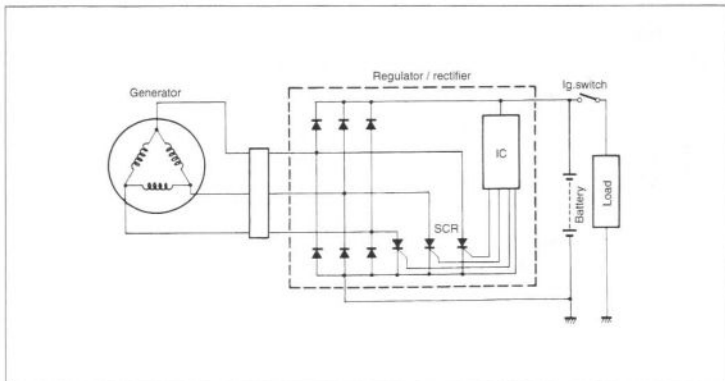 Regulator / rectifier
Ig.switch
Generator
IC
SCR
Battery
Load